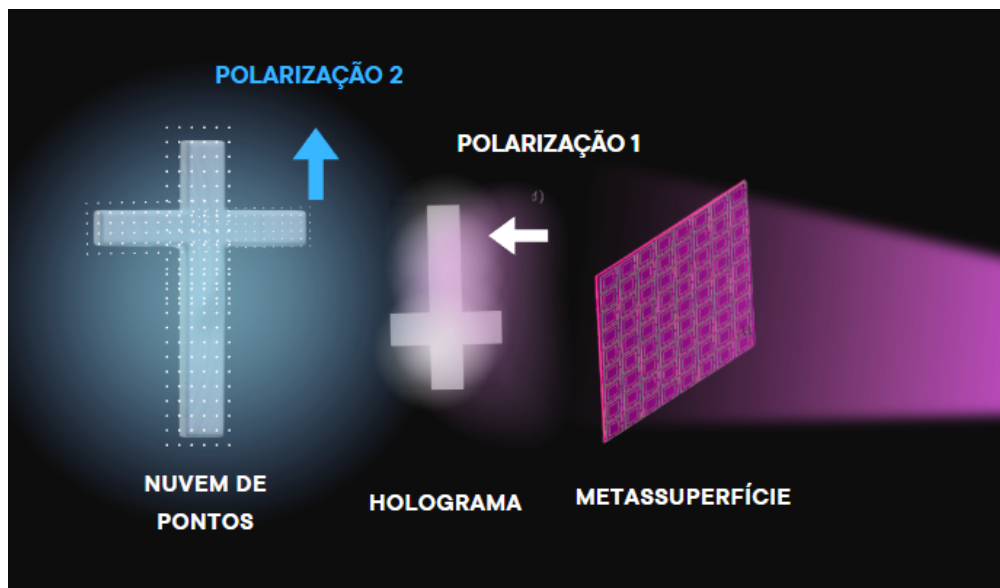 POLARIZAÇÃO 2
POLARIZAÇÃO 1
NUVEM DE
PONTOS
HOLOGRAMA
METASSUPERFÍCIE